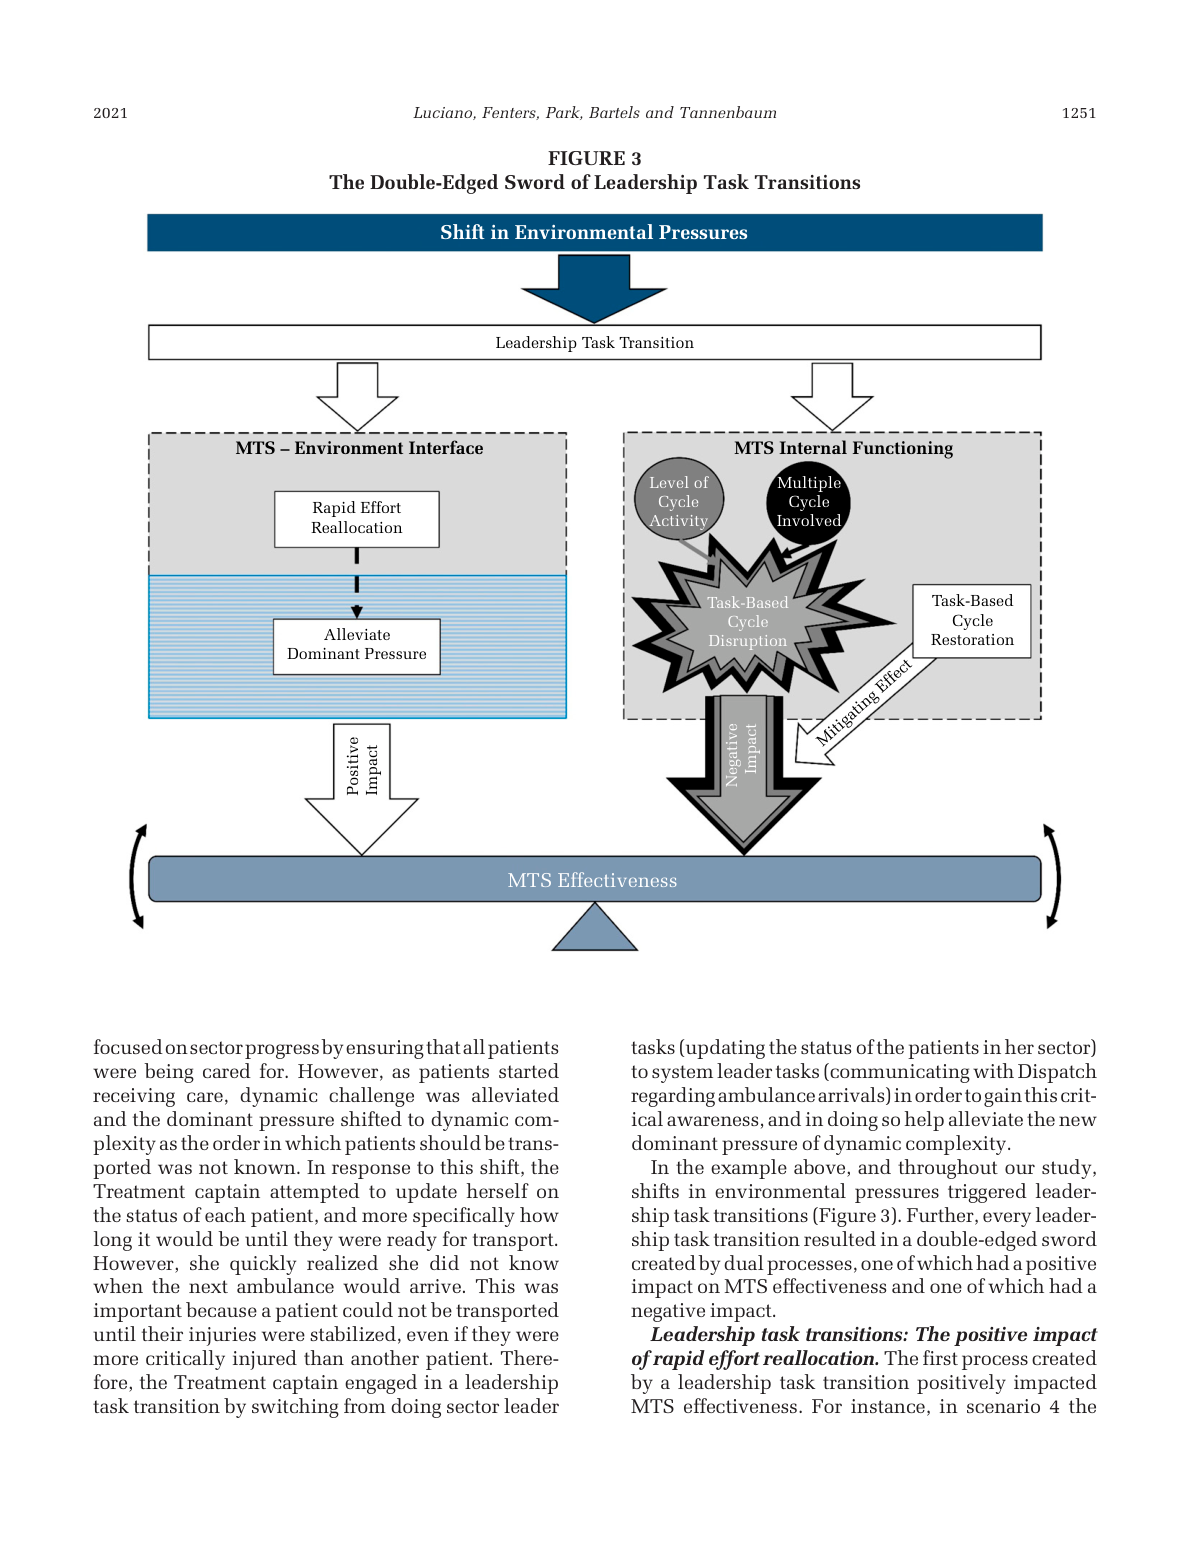 2021 Luciano, Fenters, Park, Bartels and Tannenbaum 1251
FIGURE 3
The Double-Edged Sword of Leadership Task Transitions
Shift in Environmental Pressures
Leadership Task Transition
MTS – Environment Interface
Rapid Effort
Reallocation
Alleviate
Dominant Pressure
Positive
Impact
MTS Internal Functioning
Level of
Cycle
Activity
Multiple
Cycle
Involved
Task-Based
Cycle
Disruption
Task-Based
Cycle
Restoration
Mitigating Effect
Negative
Impact
MTS Effectiveness
focused on sector progress by ensuring that all patients
were being cared for. However, as patients started
receiving care, dynamic challenge was alleviated
and the dominant pressure shifted to dynamic com-
plexity as the order in which patients should be trans-
ported was not known. In response to this shift, the
Treatment captain attempted to update herself on
the status of each patient, and more specifically how
long it would be until they were ready for transport.
However, she quickly realized she did not know
when the next ambulance would arrive. This was
important because a patient could not be transported
until their injuries were stabilized, even if they were
more critically injured than another patient. There-
fore, the Treatment captain engaged in a leadership
task transition by switching from doing sector leader
tasks (updating the status of the patients in her sector)
to system leader tasks (communicating with Dispatch
regarding ambulance arrivals) in order to gain this crit-
ical awareness, and in doing so help alleviate the new
dominant pressure of dynamic complexity.
In the example above, and throughout our study,
shifts in environmental pressures triggered leader-
ship task transitions (Figure 3). Further, every leader-
ship task transition resulted in a double-edged sword
created by dual processes, one of which had a positive
impact on MTS effectiveness and one of which had a
negative impact.
Leadership task transitions: The positive impact
of rapid effort reallocation. The first process created
by a leadership task transition positively impacted
MTS effectiveness. For instance, in scenario 4 the